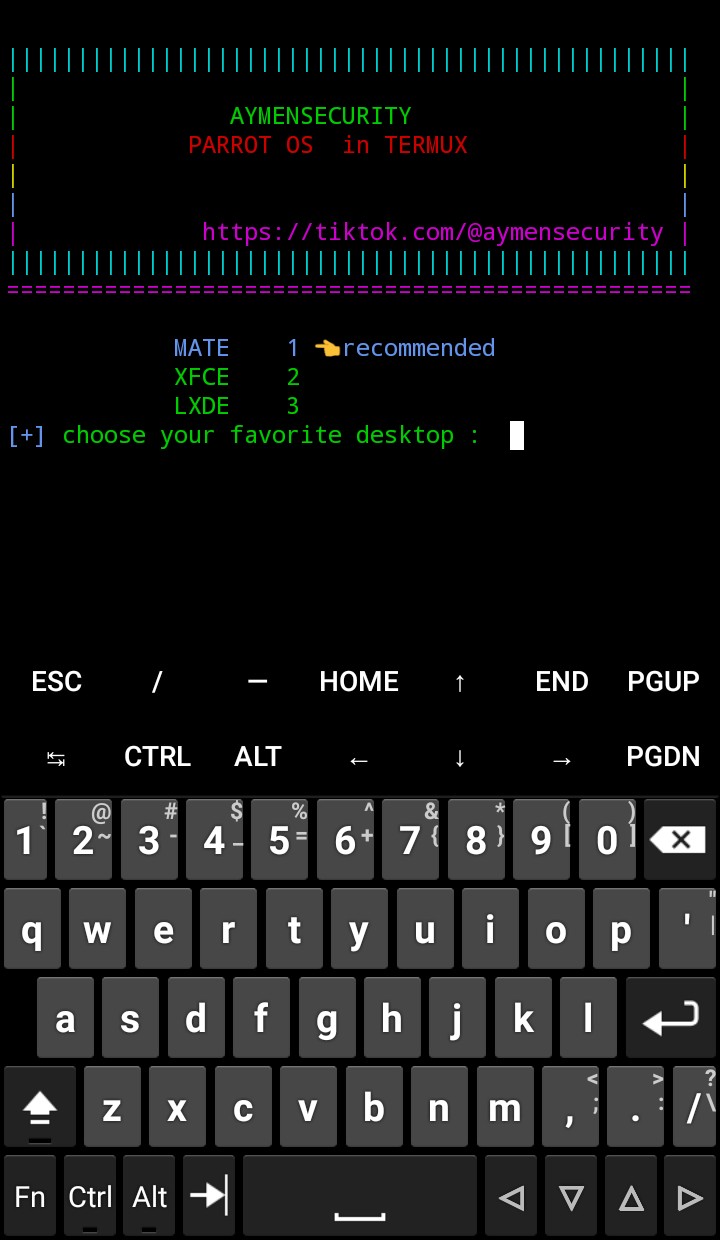 AYMENSECURITY
PARROT OS in TERMUX
https://tiktok.com/@aymensecurity
==================================================
MATE 1 👈recommended
XFCE 2
LXDE 3
[+] choose your favorite desktop :
ESC / — HOME ↑ END PGUP
↹ CTRL ALT ← ↓ → PGDN
1 ! ` 2 @ ~ 3 # - 4 $ _ 5 % = 6 ^ + 7 & { 8 * } 9 ( [ 0 ) ]
q w e r t y u i o p ' " |
a s d f g h j k l
z x c v b n m , < ; . > : / ? \
Fn Ctrl Alt